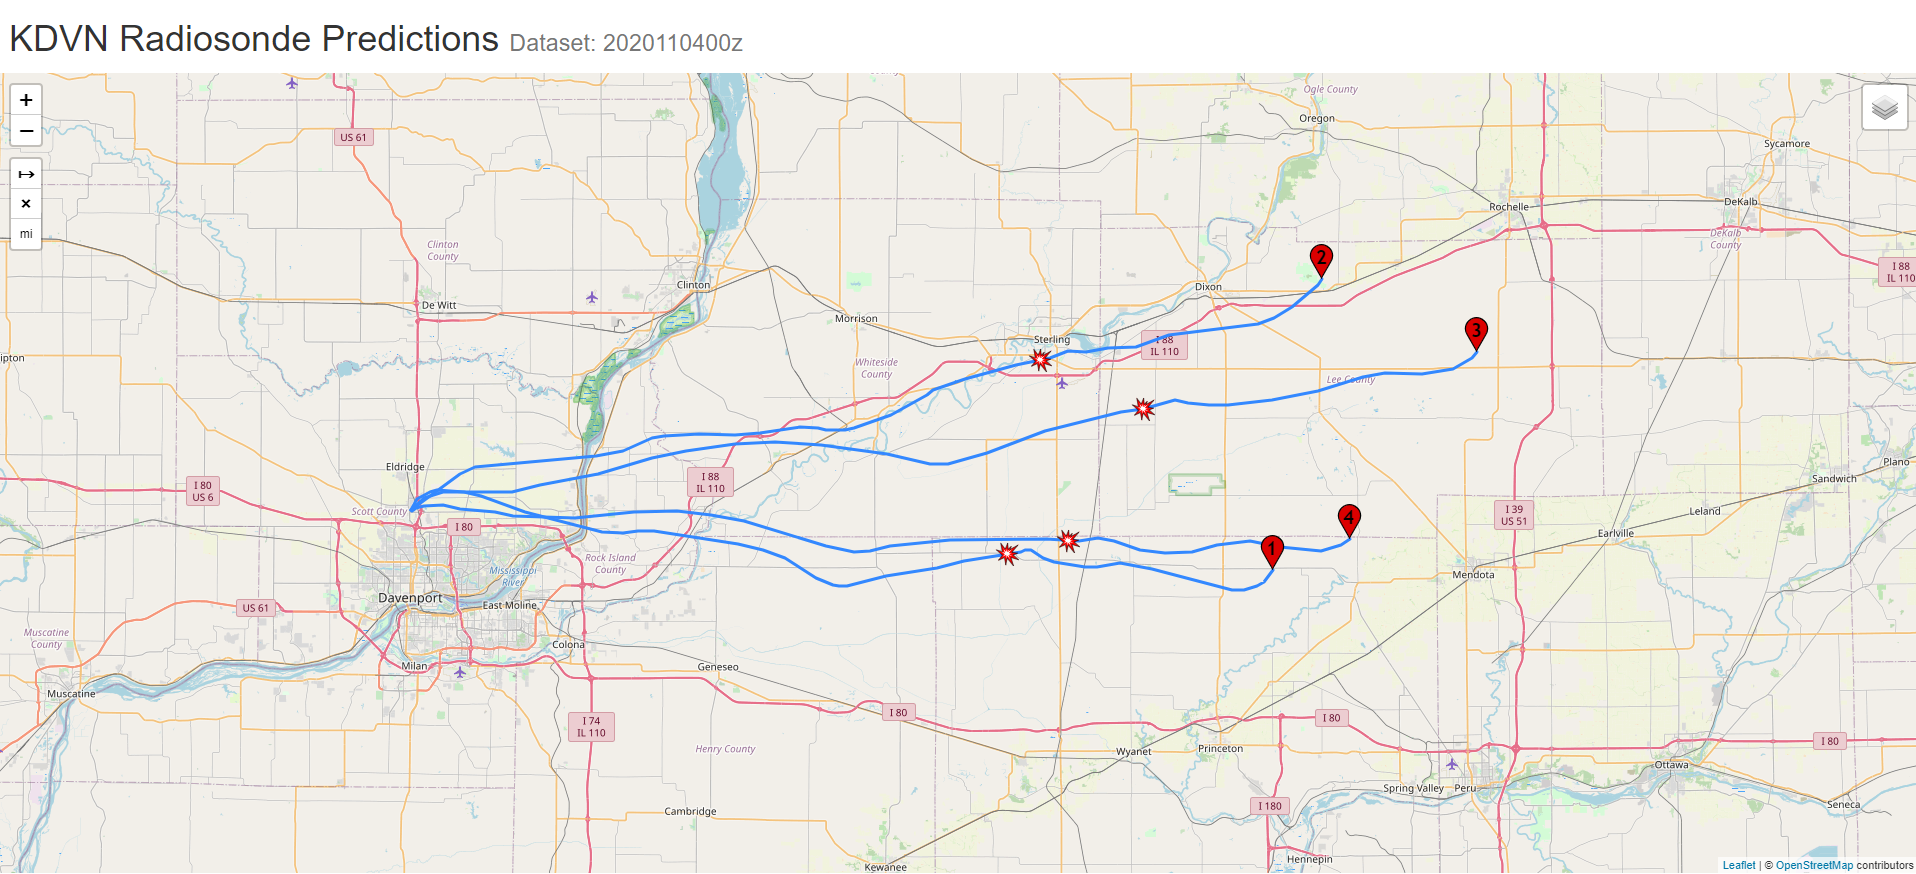 KDVN Radiosonde Predictions Dataset: 2020110400z
Ogle County
Oregon
+
−
US 61
Sycamore
↦
×
mi
Rochelle
DeKalb
DeKalb
County
Clinton
County
2
I 88
IL 110
Clinton
Dixon
De Witt
Morrison
3
Sterling
I 88
IL 110
ipton
Whiteside
County
Lee County
Eldridge
Plano
I 80
US 6
I 88
IL 110
Sandwich
Scott County
I 80
4
I 39
US 51
Leland
Earlville
1
Rock Island
County
Mississippi
River
Mendota
Davenport
East Moline
US 61
Muscatine
County
Colona
Milan
Geneseo
Muscatine
I 80
I 80
I 74
IL 110
Henry County
Wyanet
Princeton
I 80
Ottawa
Spring Valley
Peru
Cambridge
I 180
Seneca
Kewanee
Hennepin
Leaflet | © OpenStreetMap contributors